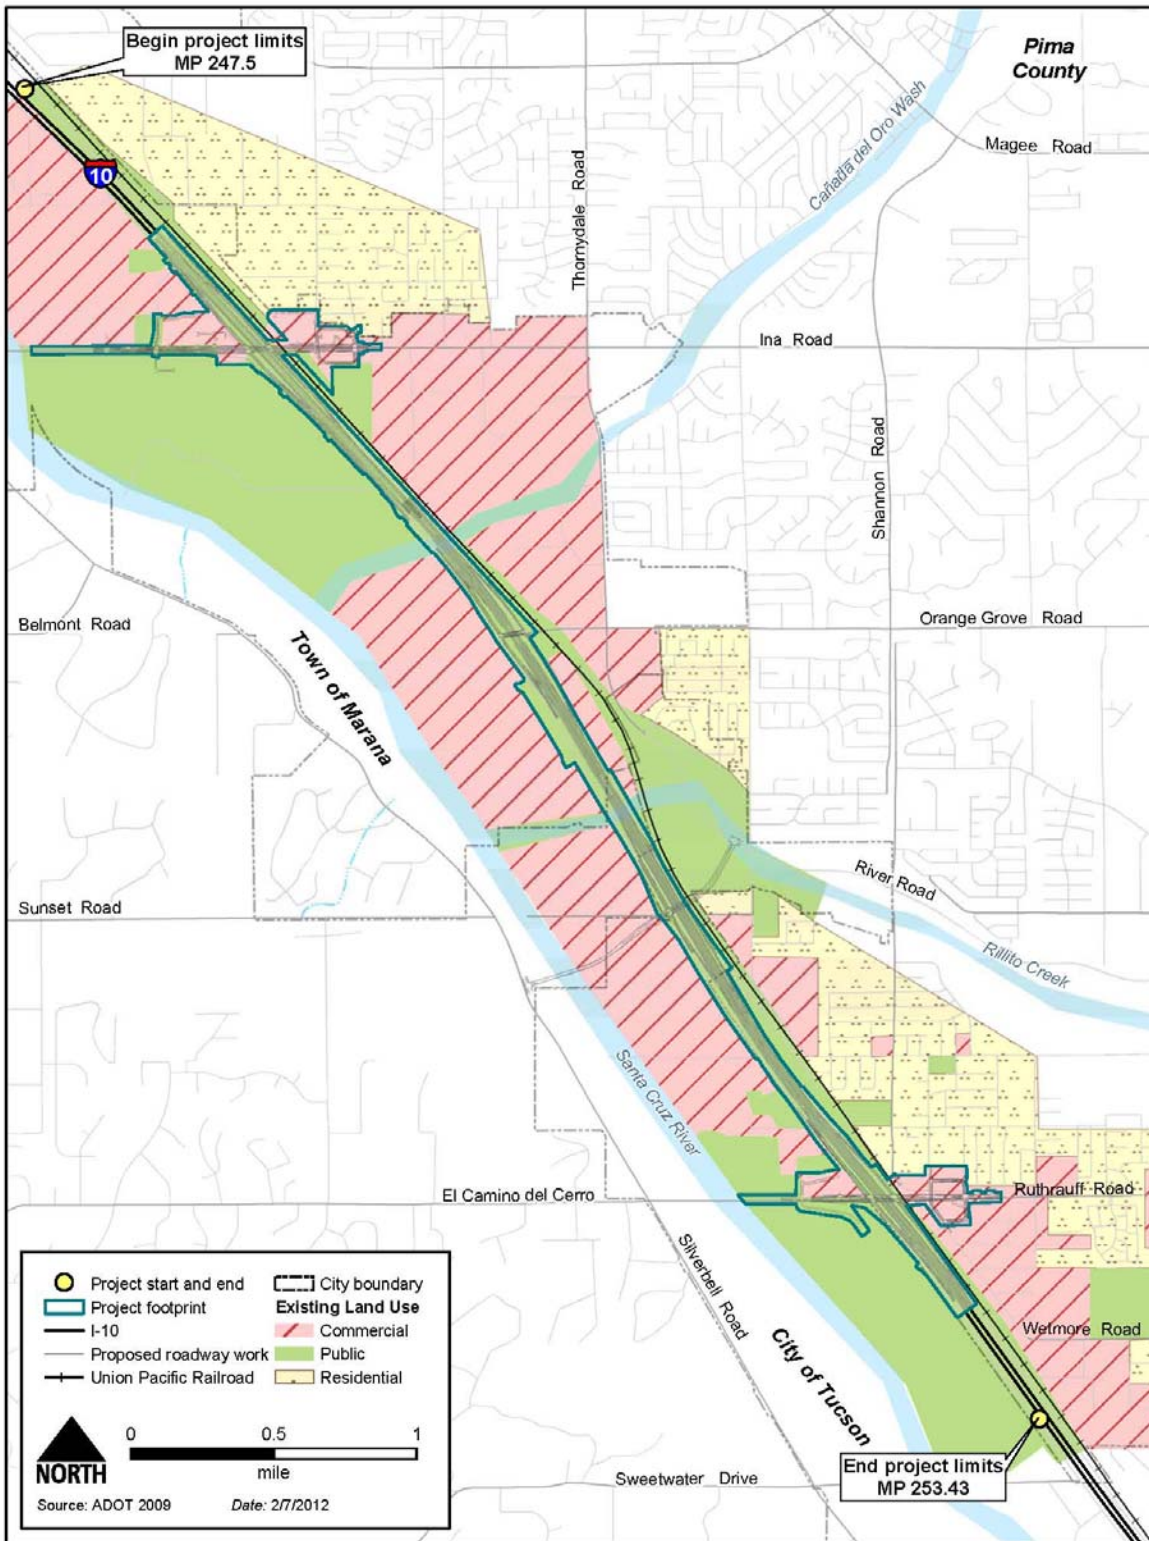 Begin project limits
MP 247.5
Pima
County
10
Thornydale Road
Cañada del Oro Wash
Magee Road
Ina Road
Shannon Road
Belmont Road
Town of Marana
Orange Grove Road
Sunset Road
River Road
Rillito Creek
Santa Cruz River
El Camino del Cerro
Ruthrauff Road
Silverbell Road
Wetmore Road
City of Tucson
End project limits
MP 253.43
Sweetwater Drive
Project start and end
Project footprint
I-10
Proposed roadway work
Union Pacific Railroad
City boundary
Existing Land Use
Commercial
Public
Residential
NORTH
0 0.5 1
mile
Source: ADOT 2009 Date: 2/7/2012